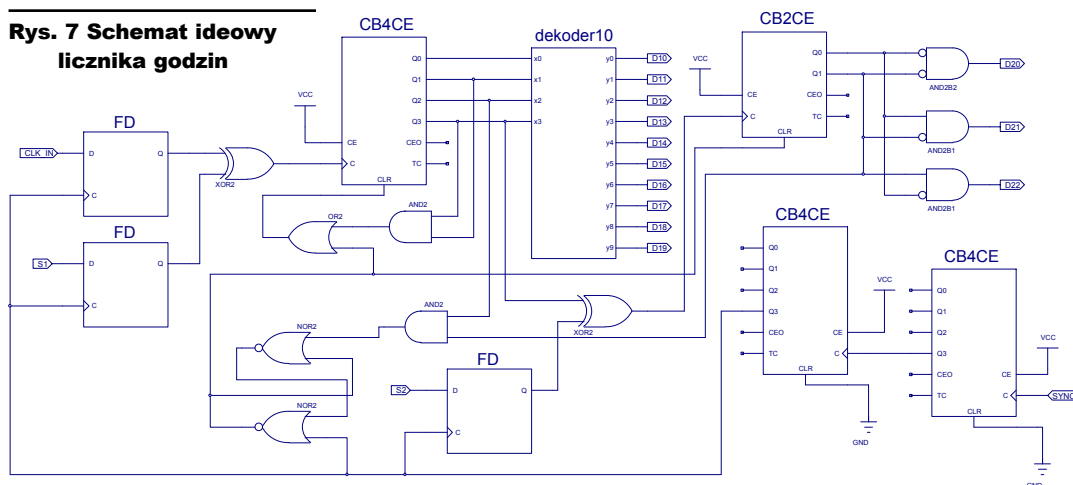 Rys. 7 Schemat ideowy
licznika godzin
CB4CE
Q0
Q1
Q2
Q3
CE
CEO
C
TC
CLR
VCC
dekoder10
x0
x1
x2
x3
y0
y1
y2
y3
y4
y5
y6
y7
y8
y9
D10
D11
D12
D13
D14
D15
D16
D17
D18
D19
CB2CE
Q0
Q1
CE
CEO
C
TC
CLR
VCC
AND2B2
D20
AND2B1
D21
AND2B1
D22
FD
CLK_IN
D
Q
C
XOR2
FD
S1
D
Q
C
OR2
AND2
AND2
NOR2
NOR2
XOR2
FD
S2
D
Q
C
CB4CE
Q0
Q1
Q2
Q3
CEO
CE
TC
C
CLR
VCC
GND
CB4CE
Q0
Q1
Q2
Q3
CEO
CE
TC
C
CLR
VCC
SYNC
GND